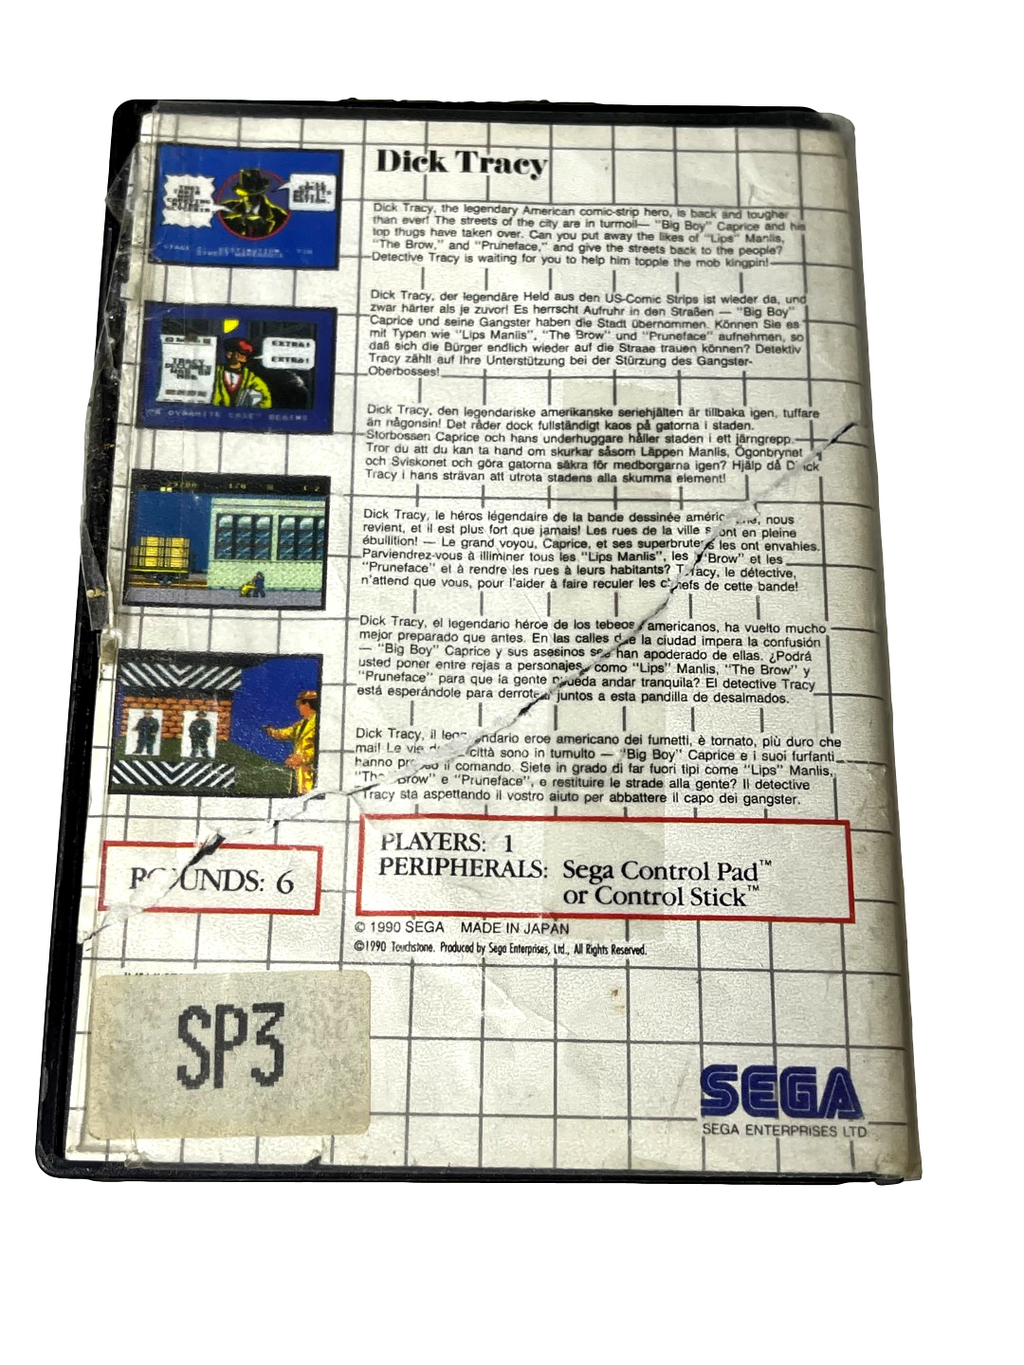 Dick Tracy
Dick Tracy, the legendary American comic-strip hero, is back and tougher
than ever! The streets of the city are in turmoil— "Big Boy" Caprice and his
top thugs have taken over. Can you put away the likes of "Lips" Manlis,
"The Brow," and "Pruneface," and give the streets back to the people?
Detective Tracy is waiting for you to help him topple the mob kingpin!
Dick Tracy, der legendäre Held aus den US-Comic Strips ist wieder da, und
zwar härter als je zuvor! Es herrscht Aufruhr in den Straßen — "Big Boy"
Caprice und seine Gangster haben die Stadt übernommen. Können Sie es
mit Typen wie "Lips Manlis", "The Brow" und "Pruneface" aufnehmen, so
daß sich die Bürger endlich wieder auf die Straae trauen können? Detektiv
Tracy zählt auf Ihre Unterstützung bei der Stürzung des Gangster-
Oberbosses!
Dick Tracy, den legendariske amerikanske seriehjälten är tillbaka igen, tuffare
än någonsin! Det råder dock fullständigt kaos på gatorna i staden.
Storbossen Caprice och hans underhuggare håller staden i ett järngrepp.
Tror du att du kan ta hand om skurkar såsom Läppen Manlis, Ögonbrynet
och Sviskonet och göra gatorna säkra för medborgarna igen? Hjälp då Dick
Tracy i hans strävan att utrota stadens alla skumma element!
Dick Tracy, le héros légendaire de la bande dessinée nous
revient, et il est plus fort que jamais! Les rues de la ville sont en pleine
ébullition! — Le grand voyou, Caprice, et ses superbrutes les ont envahies.
Parviendrez-vous à illiminer tous les "Lips Manlis", les "Brow" et les
"Pruneface" et à rendre les rues à leurs habitants? Tracy, le détective,
n'attend que vous, pour l'aider à faire reculer les chefs de cette bande!
Dick Tracy, el legendario héroe de los tebeos americanos, ha vuelto mucho
mejor preparado que antes. En las calles de la ciudad impera la confusión
— "Big Boy" Caprice y sus asesinos se han apoderado de ellas. ¿Podrá
usted poner entre rejas a personajes como "Lips" Manlis, "The Brow" y
"Pruneface" para que la gente pueda andar tranquila? El detective Tracy
está esperándole para derrotar juntos a esta pandilla de desalmados.
Dick Tracy, il leggendario eroe americano dei fumetti, è tornato, più duro che
mai! Le vie città sono in tumulto — "Big Boy" Caprice e i suoi furfanti
hanno preso il comando. Siete in grado di far fuori tipi come "Lips" Manlis,
"The Brow" e "Pruneface", e restituire le strade alla gente? Il detective
Tracy sta aspettando il vostro aiuto per abbattere il capo dei gangster.
EXTRA!
EXTRA!
ROUNDS: 6
PLAYERS: 1
PERIPHERALS: Sega Control Pad™
or Control Stick™
© 1990 SEGA MADE IN JAPAN
©1990 Touchstone. Produced by Sega Enterprises, Ltd., All Rights Reserved.
SP3
SEGA
SEGA ENTERPRISES LTD